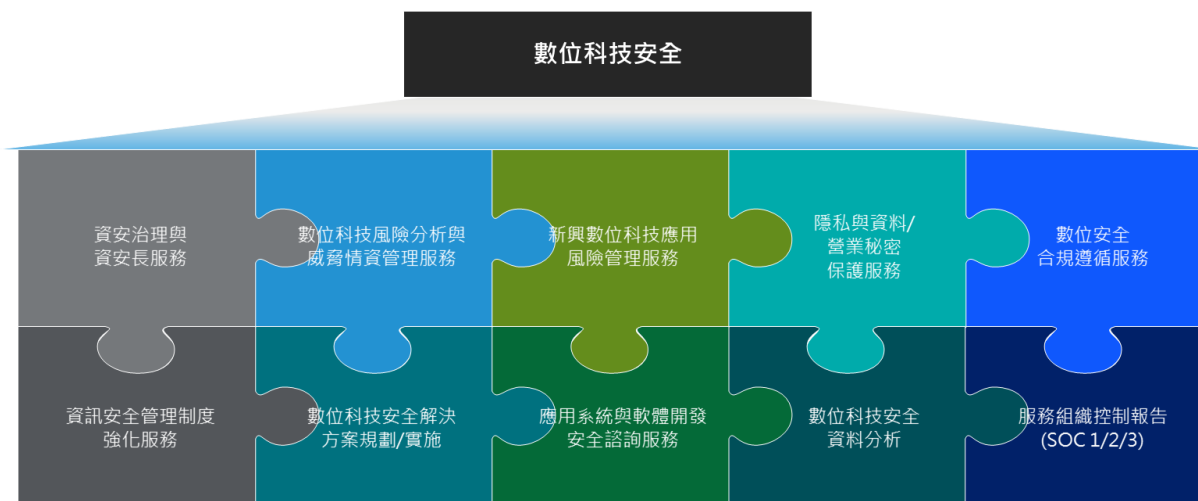 數位科技安全
資安治理與
資安長服務
數位科技風險分析與
威脅情資管理服務
新興數位科技應用
風險管理服務
隱私與資料/
營業秘密
保護服務
數位安全
合規遵循服務
資訊安全管理制度
強化服務
數位科技安全解決
方案規劃/實施
應用系統與軟體開發
安全諮詢服務
數位科技安全
資料分析
服務組織控制報告
(SOC 1/2/3)